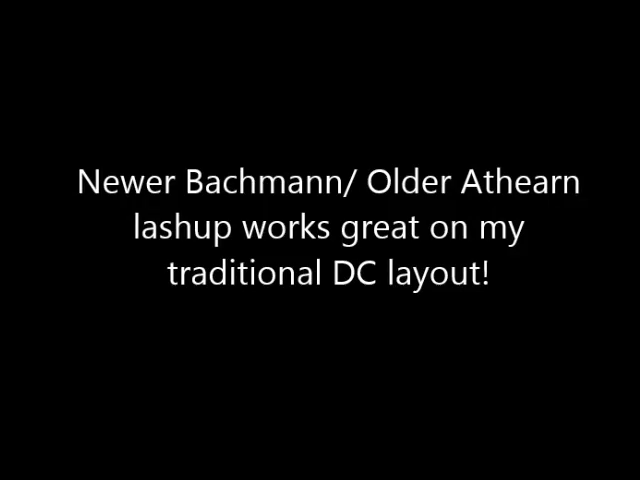 Newer Bachmann/ Older Athearn
lashup works great on my
traditional DC layout!